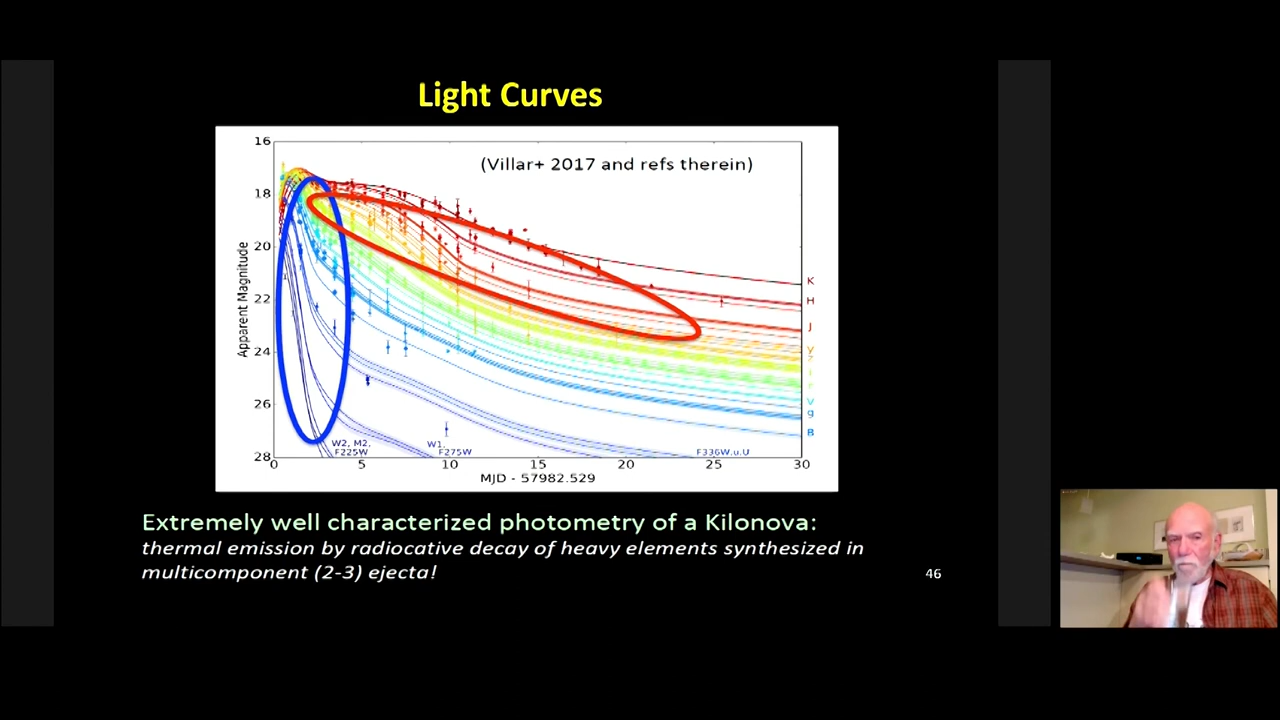 Light Curves
(Villar+ 2017 and refs therein)
16
18
20
22
24
26
28
Apparent Magnitude
K
H
J
y
z
i
r
V
g
B
W2, M2,
F225W
W1,
F275W
F336W,u,U
0 5 10 15 20 25 30
MJD - 57982.529
Extremely well characterized photometry of a Kilonova:
thermal emission by radiocative decay of heavy elements synthesized in
multicomponent (2-3) ejecta!
46